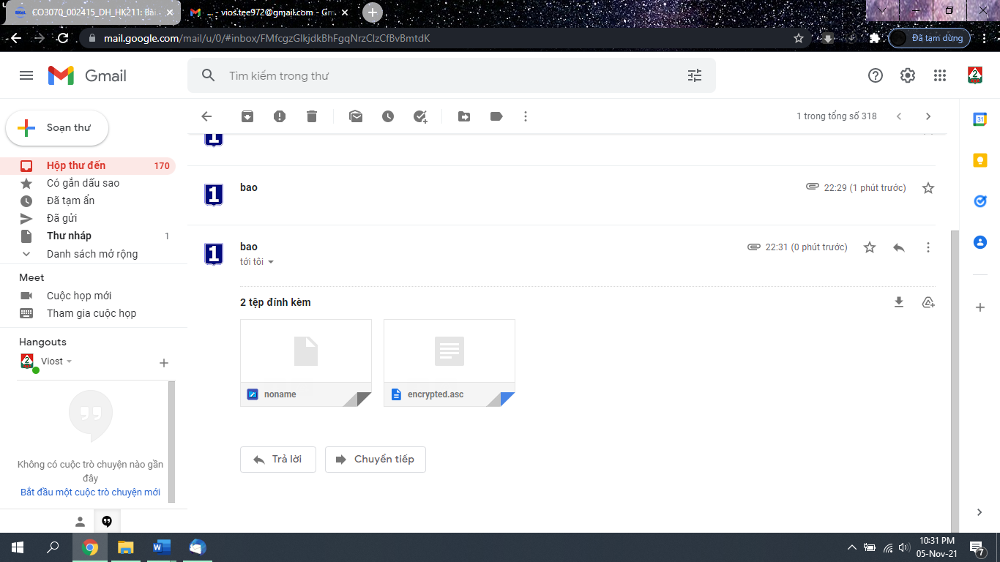 CO3070_002415_DH_HK211: Bài
... - vios.tee972@gmail.com - Gm
mail.google.com/mail/u/0/#inbox/FMfcgzGlkjdkBhFgqNrzClzCfBvBmtdK
Đã tạm dừng
Gmail
Tìm kiếm trong thư
2
Soạn thư
1 trong tổng số 318
31
Hộp thư đến 170
Có gắn dấu sao
Đã tạm ẩn
Đã gửi
Thư nháp 1
Danh sách mở rộng
Meet
Cuộc họp mới
Tham gia cuộc họp
Hangouts
2
Viost
Không có cuộc trò chuyện nào gần
đây
Bắt đầu một cuộc trò chuyện mới
1
1
bao
22:29 (1 phút trước)
1
bao
22:31 (0 phút trước)
tới tôi
2 tệp đính kèm
noname
encrypted.asc
Trả lời
Chuyển tiếp
W
10:31 PM
05-Nov-21
7